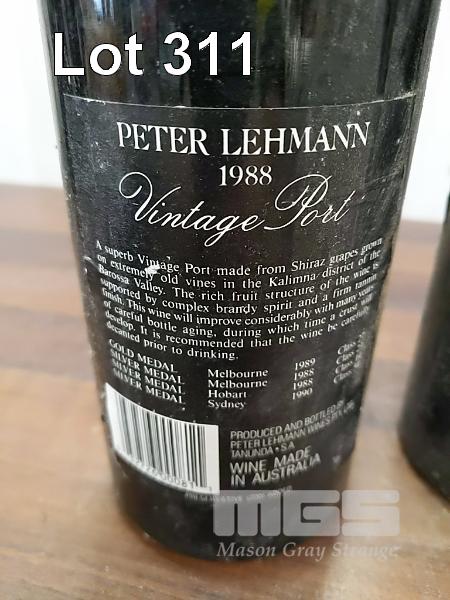 Lot 311
PETER LEHMANN
1988
Vintage Port
A superb Vintage Port made from Shiraz grapes grown
on extremely old vines in the Kalimna district of the
Barossa Valley. The rich fruit structure of the wine is
supported by complex brandy spirit and a firm tannin
finish. This wine will improve considerably with many years
of careful bottle aging, during which time a crust will
develop. It is recommended that the wine be carefully
decanted prior to drinking.
GOLD MEDAL Melbourne 1989 Class
SILVER MEDAL Melbourne 1988 Class
SILVER MEDAL Hobart 1988 Class
SILVER MEDAL Sydney 1990 Class
PRODUCED AND BOTTLED BY
PETER LEHMANN WINES PTY. LTD.
TANUNDA • S.A.
WINE MADE
IN AUSTRALIA
MGS
Mason Gray Strange